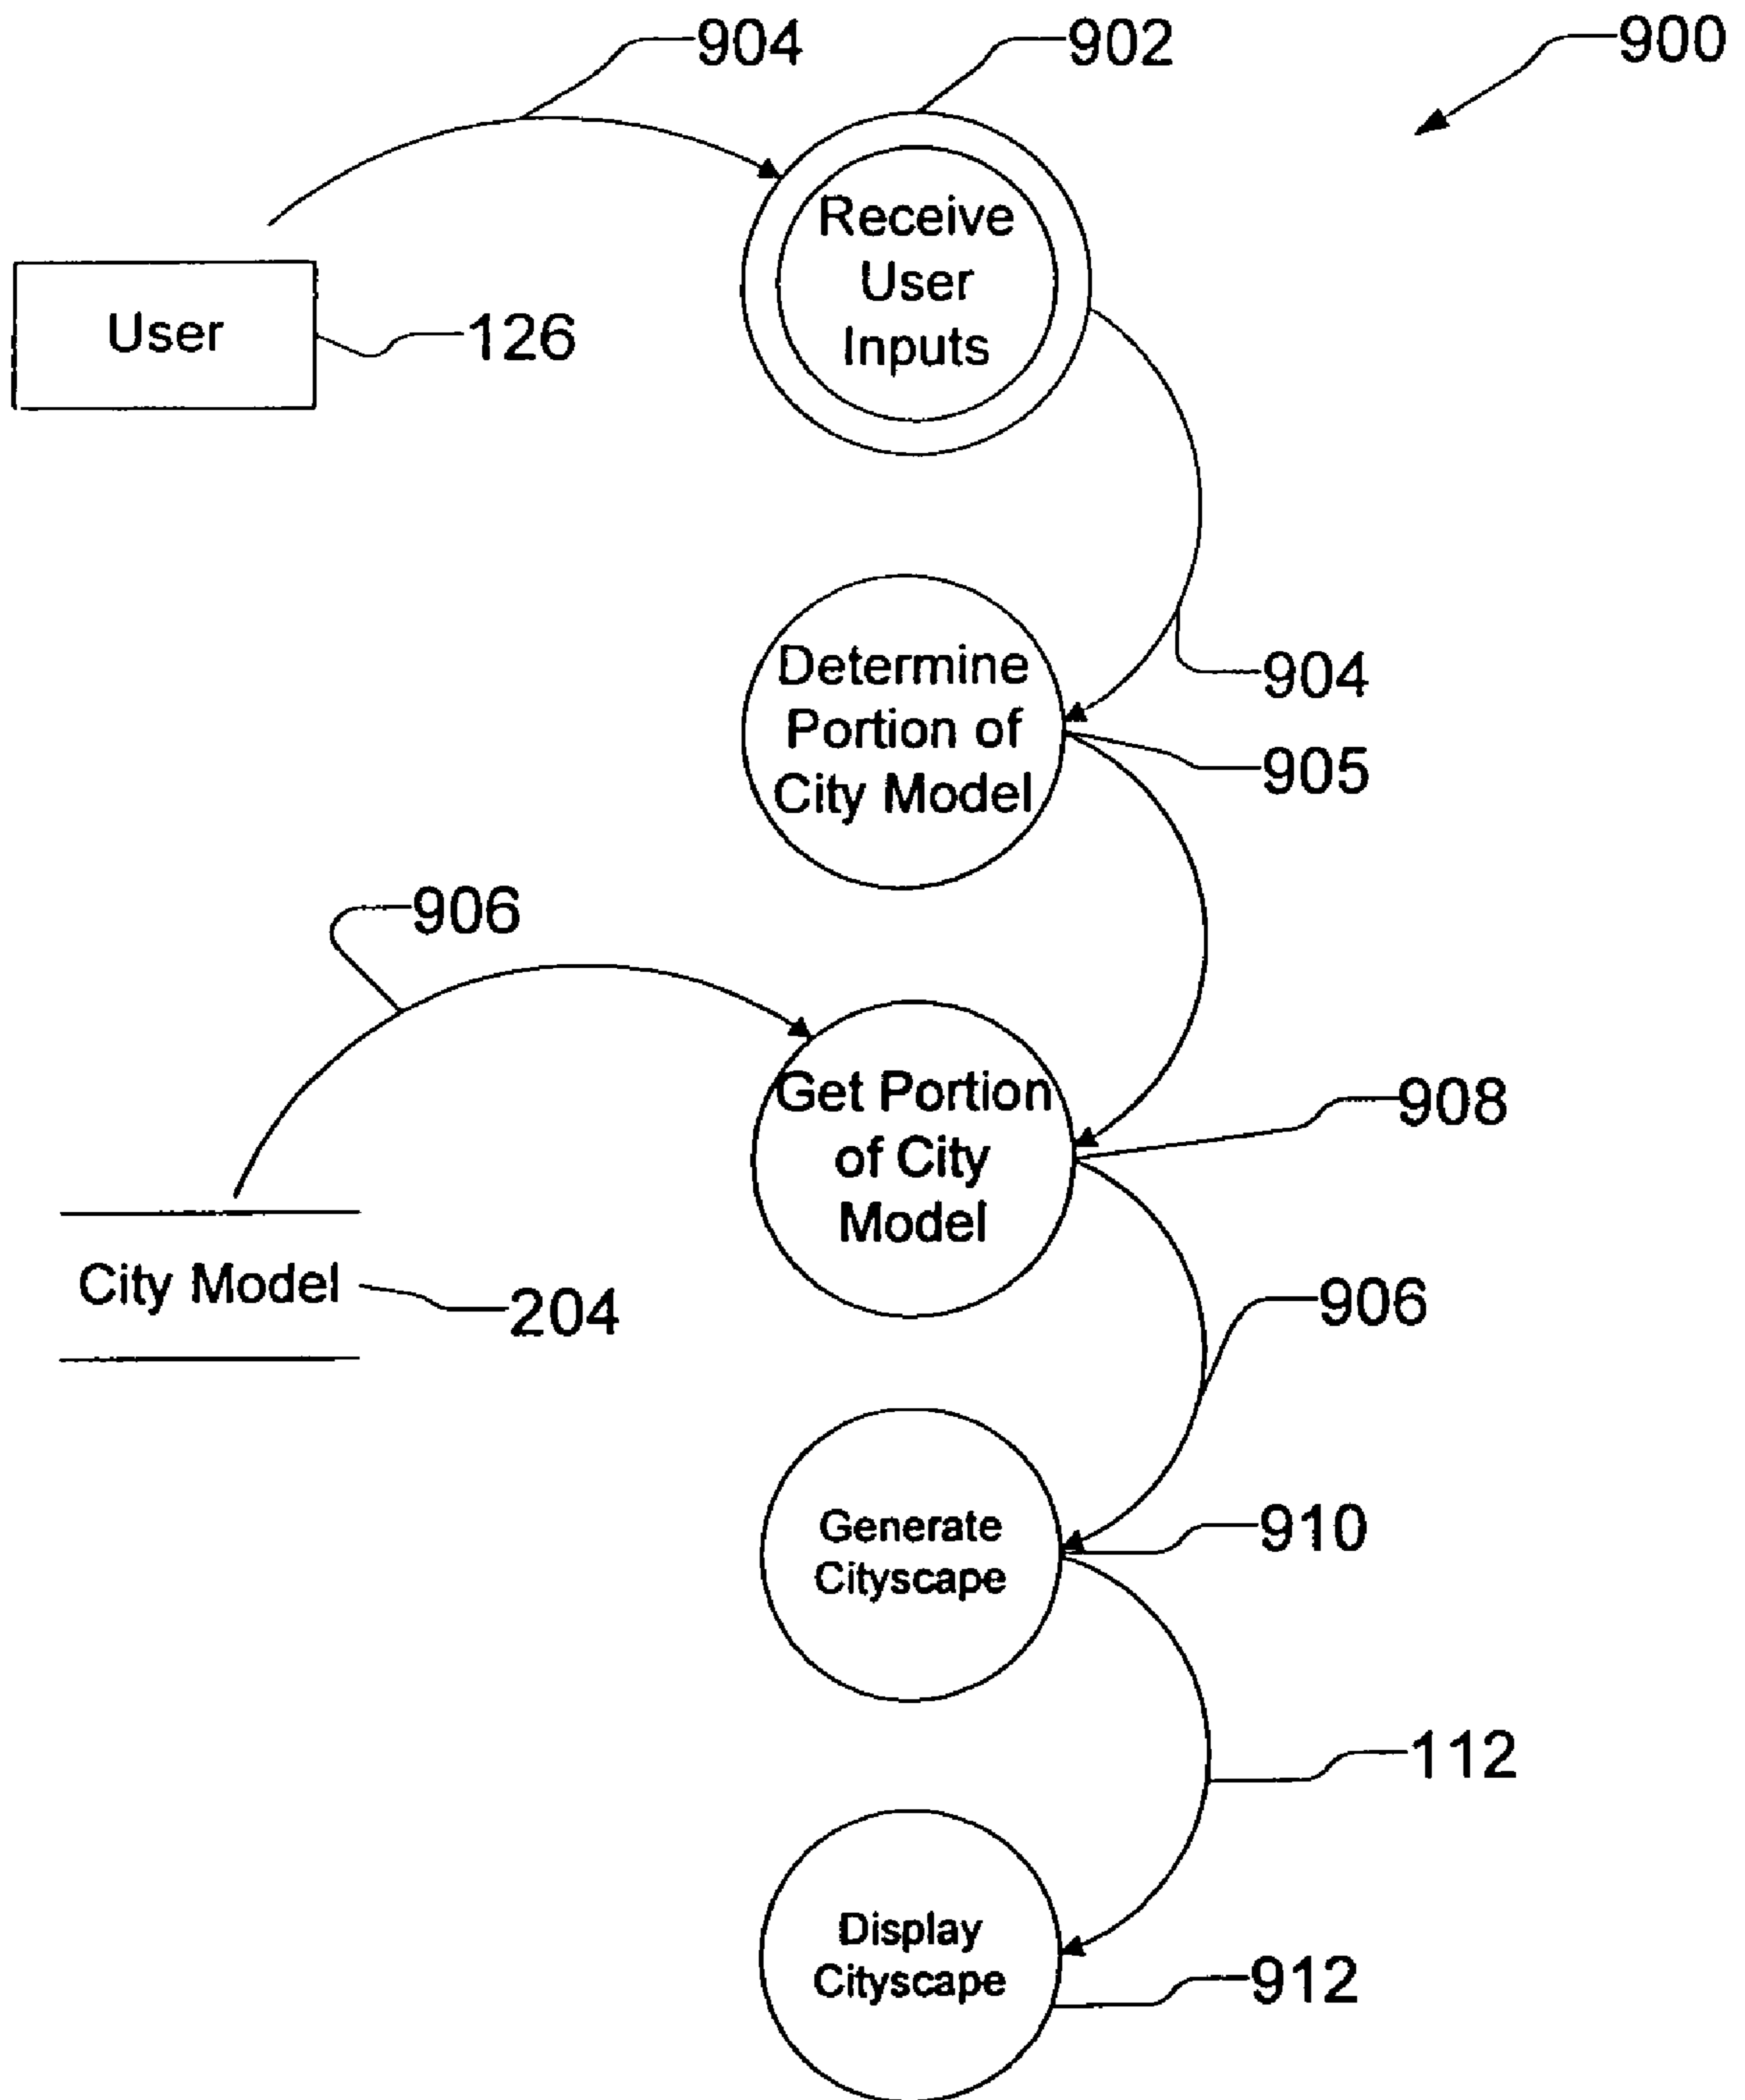 904
902
900
Receive
User
Inputs
User
126
Determine
Portion of
City Model
904
905
906
Get Portion
of City
Model
908
City Model
204
906
Generate
Cityscape
910
112
Display
Cityscape
912